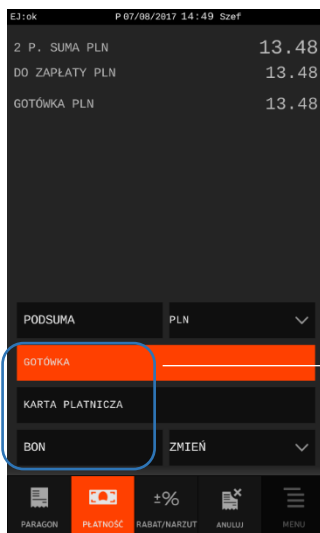 EJ:ok P 07/08/2017 14:49 Szef
2 P. SUMA PLN 13.48
DO ZAPŁATY PLN 13.48
GOTÓWKA PLN 13.48
PODSUMA PLN
GOTÓWKA
KARTA PŁATNICZA
BON ZMIEŃ
PARAGON PŁATNOŚĆ RABAT/NARZUT ANULUJ MENU